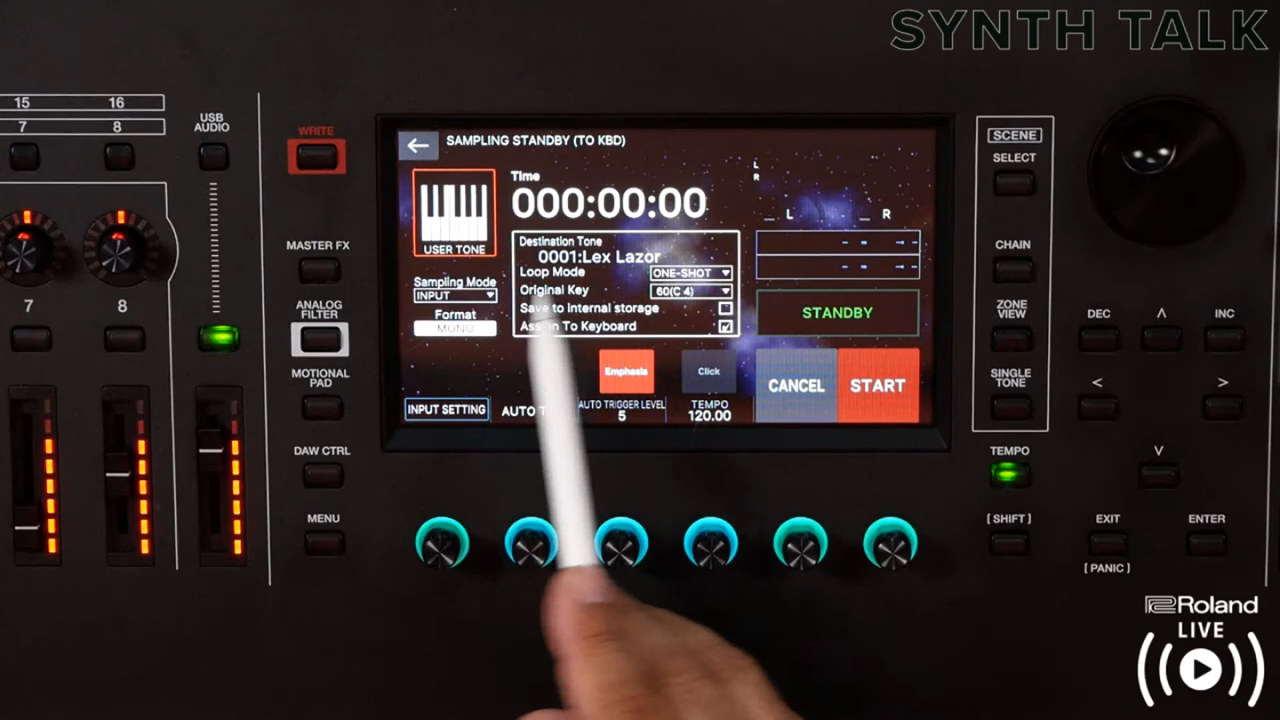 SYNTH TALK
15 16
7 8
USB
AUDIO
7 8
WRITE
MASTER FX
ANALOG
FILTER
MOTIONAL
PAD
DAW CTRL
MENU
SAMPLING STANDBY (TO KBD)
USER TONE
Sampling Mode
INPUT
Format
MONO
INPUT SETTING
Time
000:00:00
Destination Tone
0001:Lex Lazor
Loop Mode ONE-SHOT
Original Key 60(C 4)
Save to internal storage
To Keyboard
Emphasis
Click
AUTO
AUTO TRIGGER LEVEL
5
TEMPO
120.00
L
R
L R
STANDBY
CANCEL START
SCENE
SELECT
CHAIN
ZONE
VIEW
SINGLE
TONE
TEMPO
[ SHIFT ]
DEC INC
EXIT ENTER
[ PANIC ]
Roland
LIVE